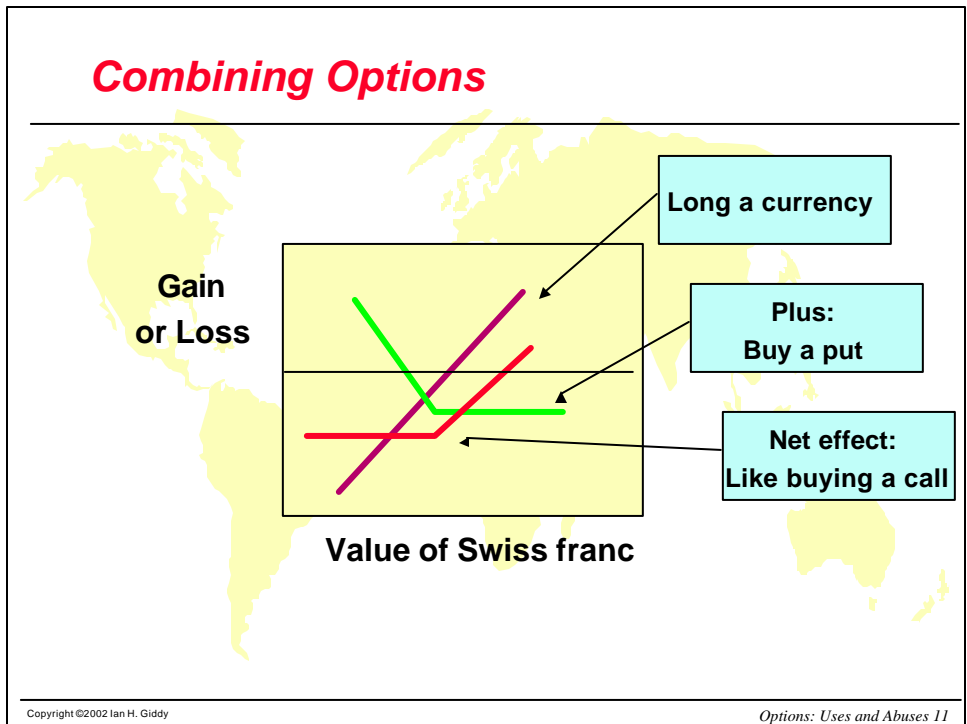 Combining Options
Long a currency
Gain
or Loss
Plus:
Buy a put
Net effect:
Like buying a call
Value of Swiss franc
Copyright ©2002 Ian H. Giddy
Options: Uses and Abuses 11